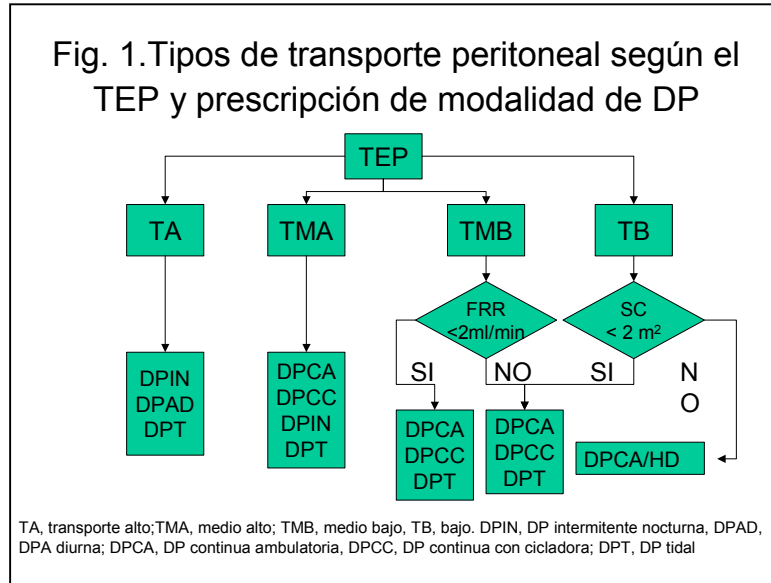 Fig. 1.Tipos de transporte peritoneal según el
TEP y prescripción de modalidad de DP
TEP
TA
TMA
TMB
TB
FRR
<2ml/min
SC
< 2 m²
SI
NO
SI
N
O
DPIN
DPAD
DPT
DPCA
DPCC
DPIN
DPT
DPCA
DPCC
DPT
DPCA
DPCC
DPT
DPCA/HD
TA, transporte alto;TMA, medio alto; TMB, medio bajo, TB, bajo. DPIN, DP intermitente nocturna, DPAD,
DPA diurna; DPCA, DP continua ambulatoria, DPCC, DP continua con cicladora; DPT, DP tidal